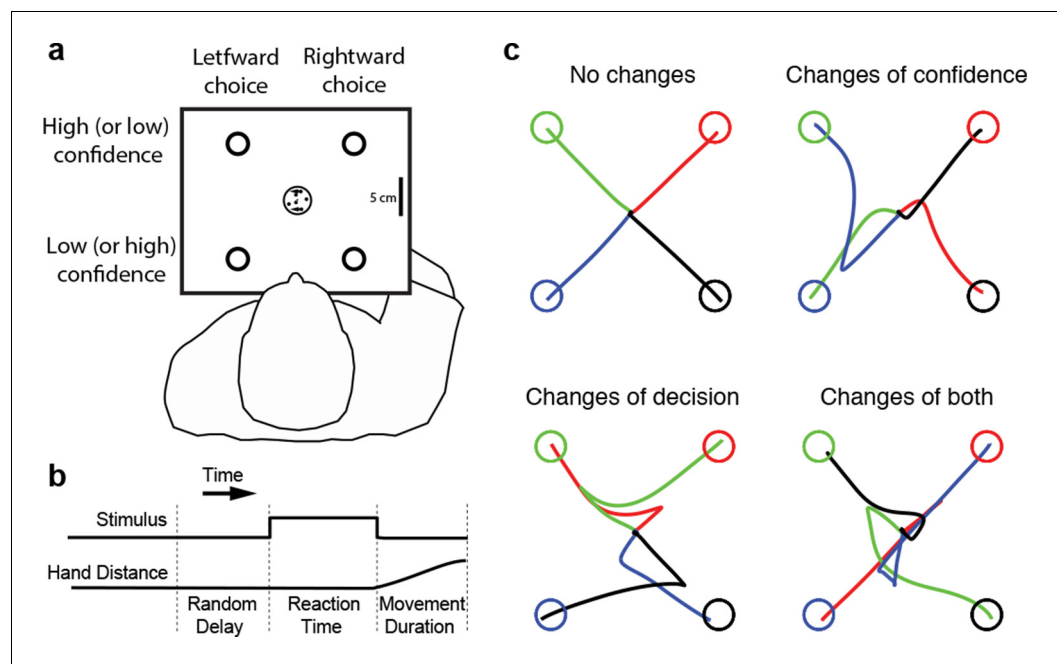 a
Letfward
choice
Rightward
choice
High (or low)
confidence
5 cm
Low (or high)
confidence
b
Time
Stimulus
Hand Distance
Random
Delay
Reaction
Time
Movement
Duration
c
No changes
Changes of confidence
Changes of decision
Changes of both